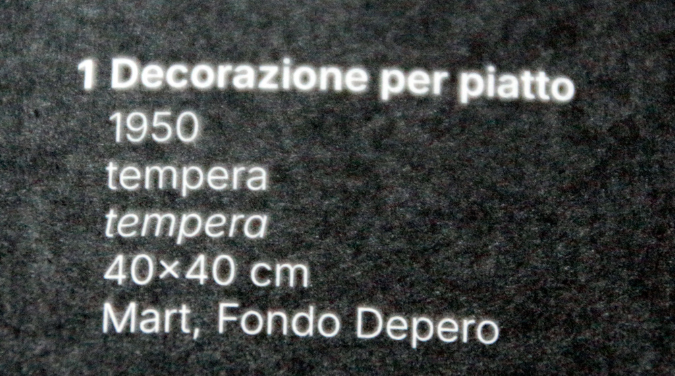 1 Decorazione per piatto
1950
tempera
tempera
40×40 cm
Mart, Fondo Depero